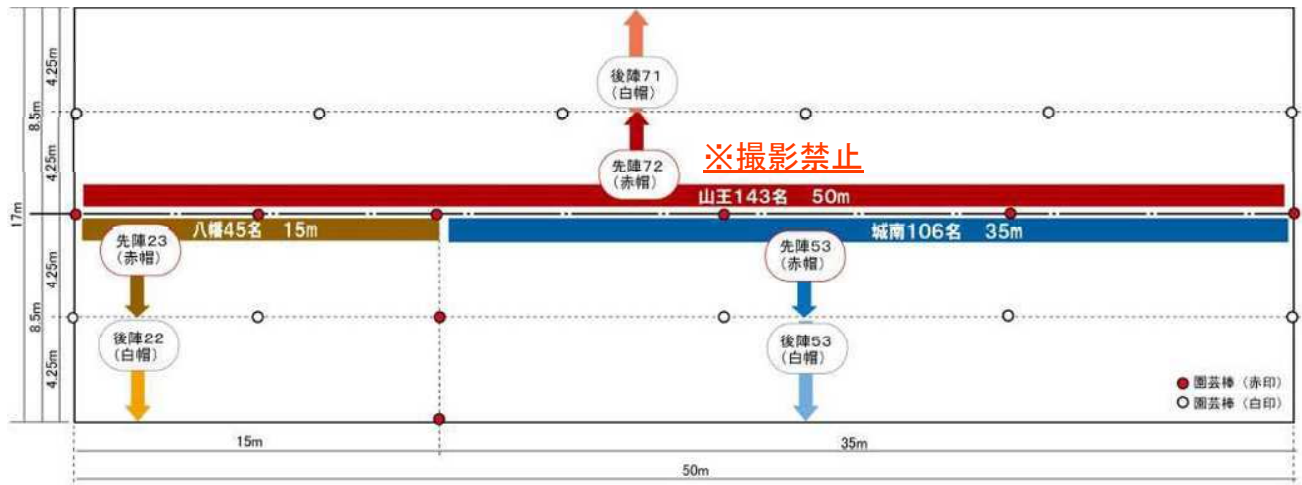 4.25m
8.5m
4.25m
17m
4.25m
8.5m
4.25m
後陣71
(白帽)
先陣72
(赤帽)
※撮影禁止
山王143名 50m
八幡45名 15m
城南106名 35m
先陣23
(赤帽)
後陣22
(白帽)
先陣53
(赤帽)
後陣53
(白帽)
園芸棒(赤印)
園芸棒(白印)
15m
35m
50m